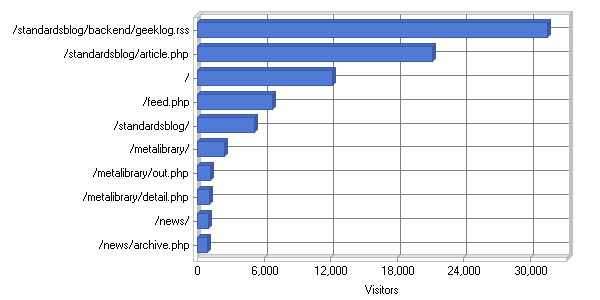 /standardsblog/backend/geeklog.rss
/standardsblog/article.php
/
/feed.php
/standardsblog/
/metalibrary/
/metalibrary/out.php
/metalibrary/detail.php
/news/
/news/archive.php
0 6,000 12,000 18,000 24,000 30,000
Visitors